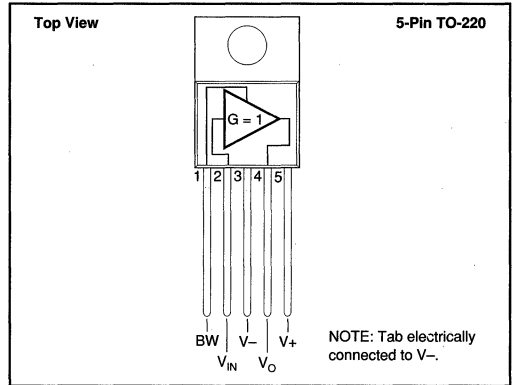 Top View
5-Pin TO-220
G = 1
1 2 3 4 5
BW V– V+
VIN VO
NOTE: Tab electrically
connected to V–.